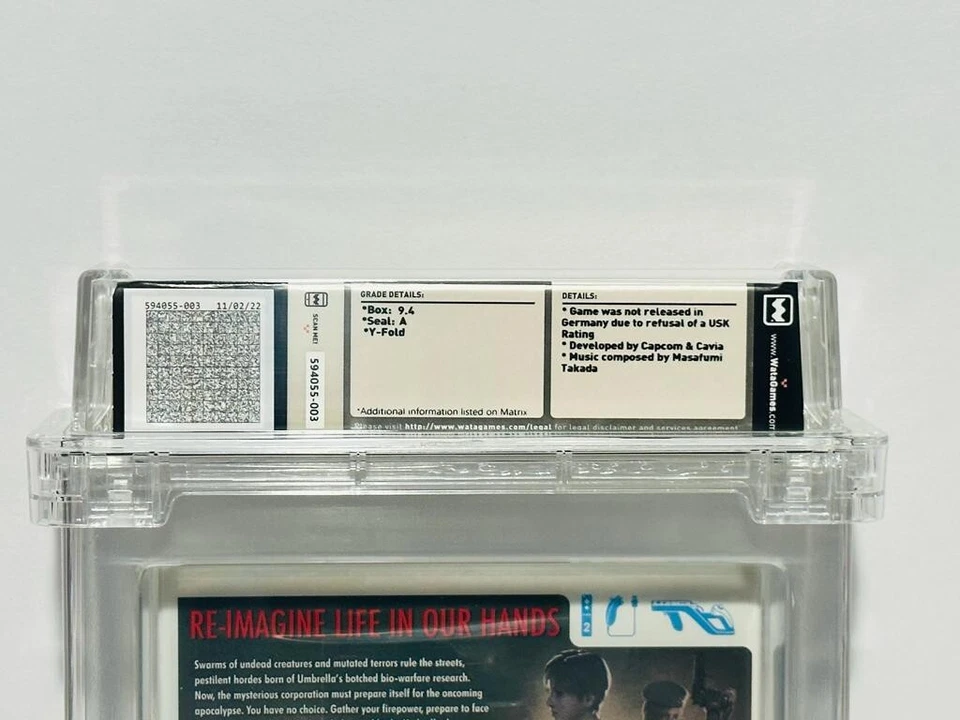 594055-003 11/02/22
SCAN ME!
594055-003
GRADE DETAILS:
*Box: 9.4
*Seal: A
*Y-Fold
*Additional information listed on Matrix
DETAILS:
* Game was not released in
Germany due to refusal of a USK
Rating
* Developed by Capcom & Cavia
* Music composed by Masafumi
Takada
Please visit http://www.watagames.com/legal for legal disclaimer and services agreement
W
www.WataGames.com
RE-IMAGINE LIFE IN OUR HANDS
2
Swarms of undead creatures and mutated terrors rule the streets,
pestilent hordes born of Umbrella's botched bio-warfare research.
Now, the mysterious corporation must prepare itself for the oncoming
apocalypse. You have no choice. Gather your firepower, prepare to face